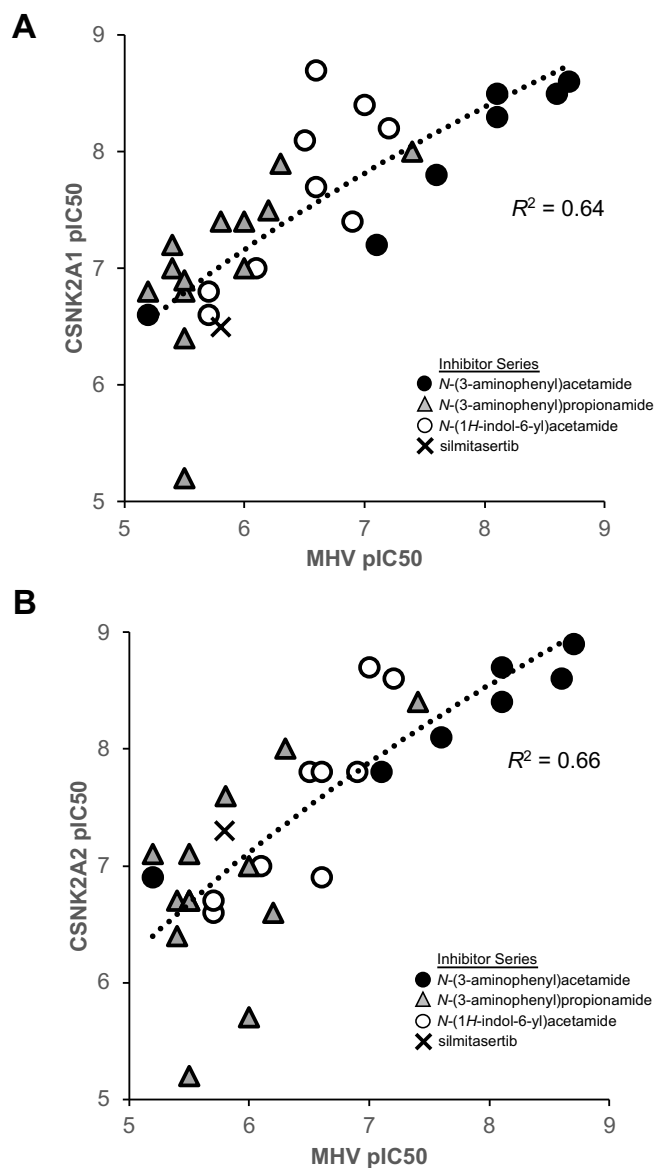 A
9
8
7
6
5
CSNK2A1 pIC50
R² = 0.64
Inhibitor Series
N-(3-aminophenyl)acetamide
N-(3-aminophenyl)propionamide
N-(1H-indol-6-yl)acetamide
silmitasertib
5 6 7 8 9
MHV pIC50
B
9
8
7
6
5
CSNK2A2 pIC50
R² = 0.66
Inhibitor Series
N-(3-aminophenyl)acetamide
N-(3-aminophenyl)propionamide
N-(1H-indol-6-yl)acetamide
silmitasertib
5 6 7 8 9
MHV pIC50